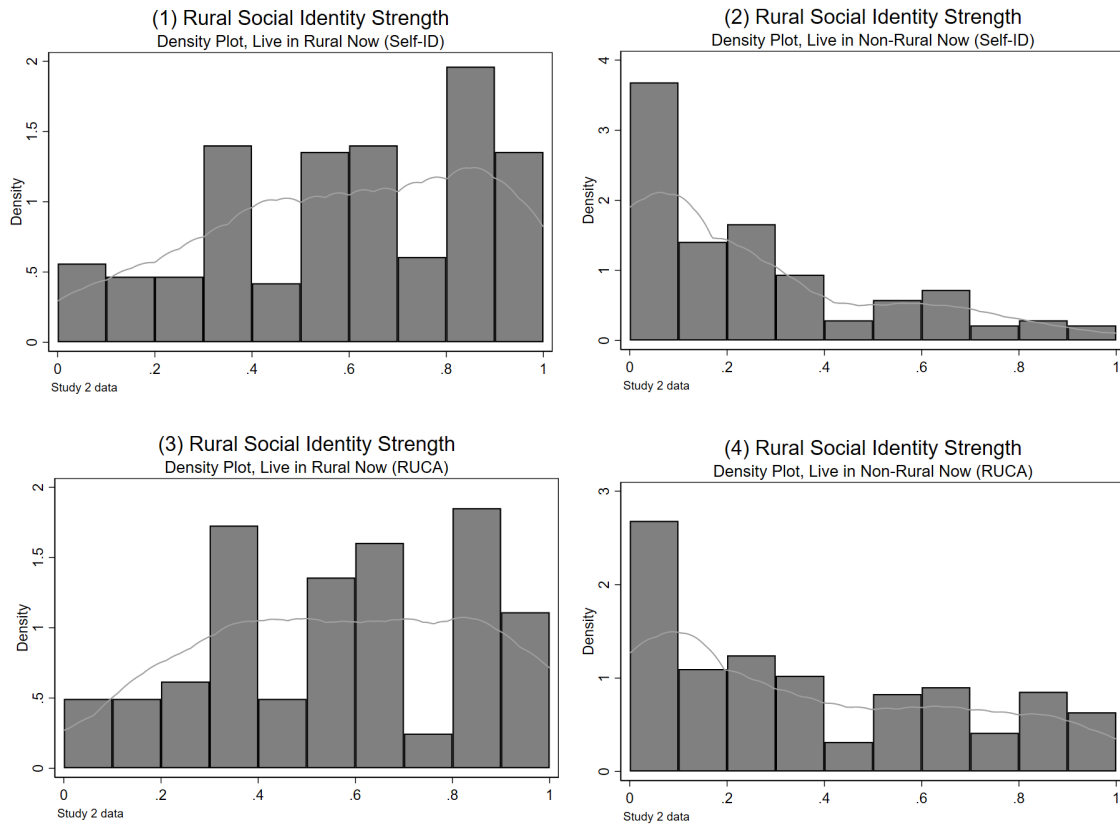 (1) Rural Social Identity Strength
Density Plot, Live in Rural Now (Self-ID)
2
1.5
1
.5
0
Density
0 .2 .4 .6 .8 1
Study 2 data
(2) Rural Social Identity Strength
Density Plot, Live in Non-Rural Now (Self-ID)
4
3
2
1
0
Density
0 .2 .4 .6 .8 1
Study 2 data
(3) Rural Social Identity Strength
Density Plot, Live in Rural Now (RUCA)
2
1.5
1
.5
0
Density
0 .2 .4 .6 .8 1
Study 2 data
(4) Rural Social Identity Strength
Density Plot, Live in Non-Rural Now (RUCA)
3
2
1
0
Density
0 .2 .4 .6 .8 1
Study 2 data